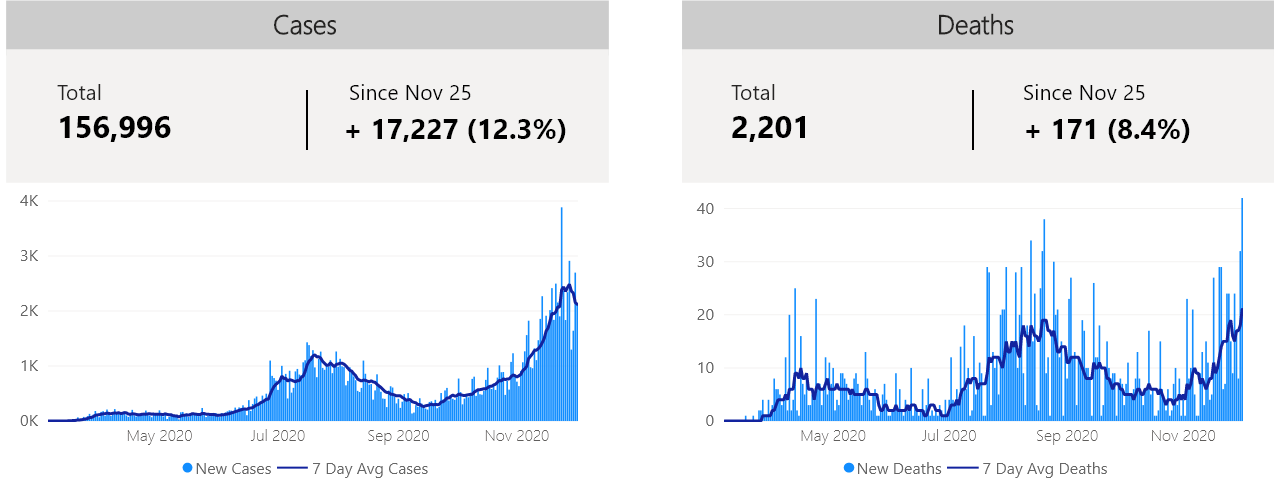 Cases
Total
156,996
Since Nov 25
+ 17,227 (12.3%)
4K
3K
2K
1K
0K
May 2020
Jul 2020
Sep 2020
Nov 2020
New Cases
7 Day Avg Cases
Deaths
Total
2,201
Since Nov 25
+ 171 (8.4%)
40
30
20
10
0
May 2020
Jul 2020
Sep 2020
Nov 2020
New Deaths
7 Day Avg Deaths